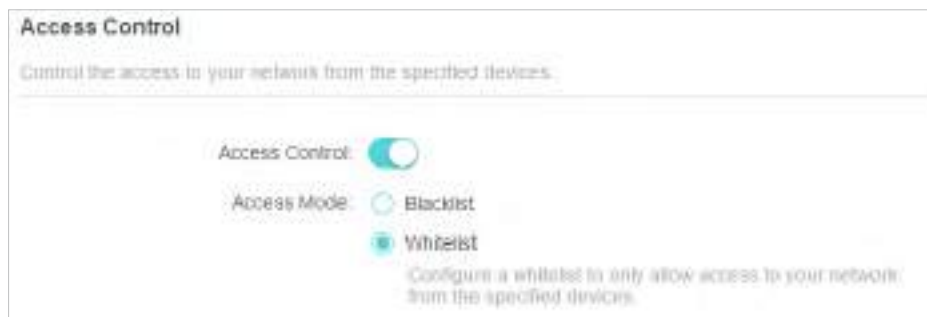 Access Control
Control the access to your network from the specified devices.
Access Control:
Access Mode: Blacklist
Whitelist
Configure a whitelist to only allow access to your network
from the specified devices.